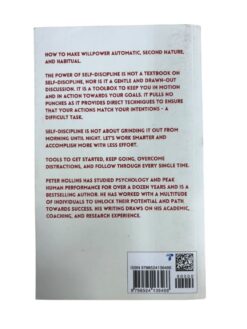 HOW TO MAKE WILLPOWER AUTOMATIC, SECOND NATURE,
AND HABITUAL.
THE POWER OF SELF-DISCIPLINE IS NOT A TEXTBOOK
ON SELF-DISCIPLINE, NOR IS IT A GENTLE AND DRAWN-OUT
DISCUSSION. IT IS A TOOLBOX TO KEEP YOU IN MOTION
AND IN ACTION TOWARDS YOUR GOALS. IT PULLS NO
PUNCHES AS IT PROVIDES DIRECT TECHNIQUES TO ENSURE
THAT YOUR ACTIONS MATCH YOUR INTENTIONS -
A DIFFICULT TASK.
SELF-DISCIPLINE IS NOT ABOUT GRINDING IT OUT FROM
MORNING UNTIL NIGHT. LET'S WORK SMARTER AND
ACCOMPLISH MORE WITH LESS EFFORT.
TOOLS TO GET STARTED, KEEP GOING, OVERCOME
DISTRACTIONS, AND FOLLOW THROUGH EVERY SINGLE TIME.
PETER HOLLINS HAS STUDIED PSYCHOLOGY AND PEAK
HUMAN PERFORMANCE FOR OVER A DOZEN YEARS AND IS A
BESTSELLING AUTHOR. HE HAS WORKED WITH A MULTITUDE
OF INDIVIDUALS TO UNLOCK THEIR POTENTIAL AND PATH
TOWARDS SUCCESS. HIS WRITING DRAWS ON HIS ACADEMIC,
COACHING, AND RESEARCH EXPERIENCE.
ISBN